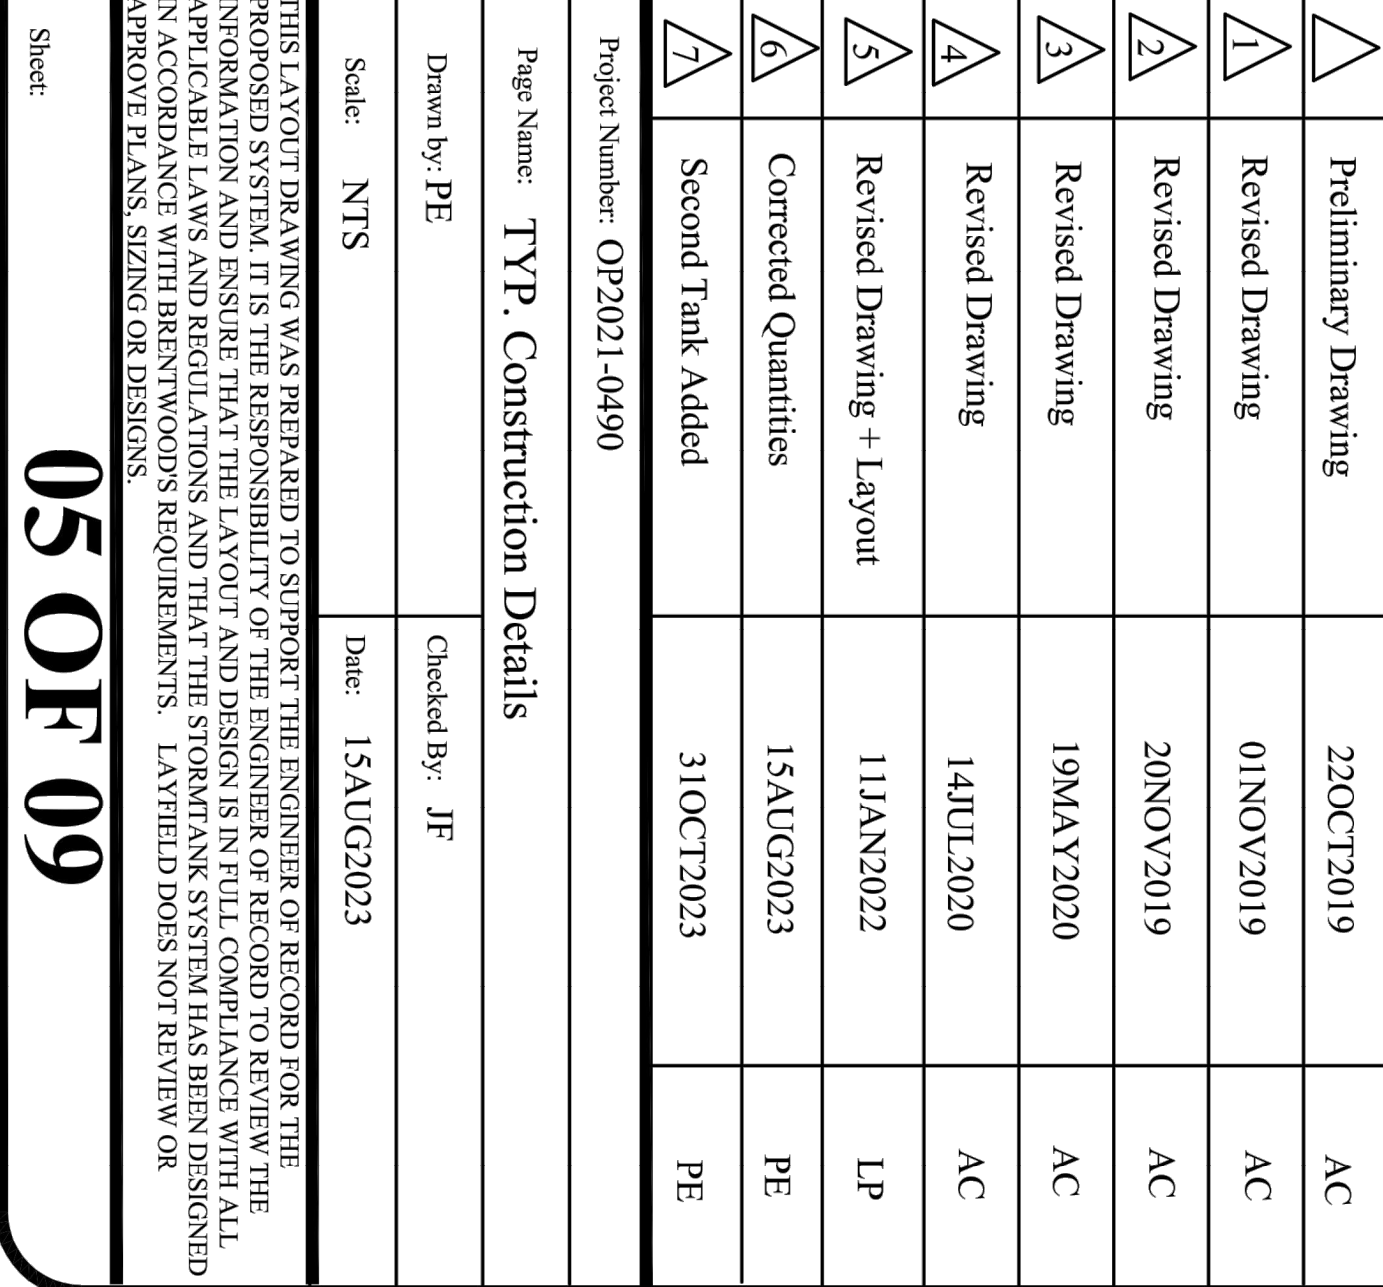 Preliminary Drawing 22OCT2019 AC
1 Revised Drawing 01NOV2019 AC
2 Revised Drawing 20NOV2019 AC
3 Revised Drawing 19MAY2020 AC
4 Revised Drawing 14JUL2020 AC
5 Revised Drawing + Layout 11JAN2022 LP
6 Corrected Quantities 15AUG2023 PE
7 Second Tank Added 31OCT2023 PE
Project Number: OP2021-0490
Page Name: TYP. Construction Details
Drawn by: PE Checked By: JF
Scale: NTS Date: 15AUG2023
THIS LAYOUT DRAWING WAS PREPARED TO SUPPORT THE ENGINEER OF RECORD FOR THE
PROPOSED SYSTEM. IT IS THE RESPONSIBILITY OF THE ENGINEER OF RECORD TO REVIEW THE
INFORMATION AND ENSURE THAT THE LAYOUT AND DESIGN IS IN FULL COMPLIANCE WITH ALL
APPLICABLE LAWS AND REGULATIONS AND THAT THE STORMTANK SYSTEM HAS BEEN DESIGNED
IN ACCORDANCE WITH BRENTWOOD'S REQUIREMENTS. LAYFIELD DOES NOT REVIEW OR
APPROVE PLANS, SIZING OR DESIGNS.
Sheet:
05 OF 09